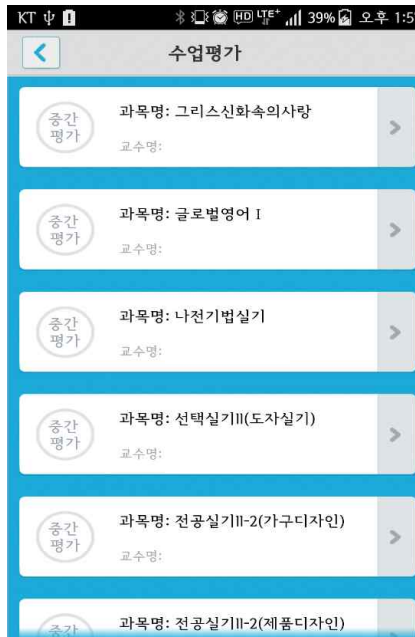 KT HD LTE+ 39% 오후 1:5
수업평가
중간
평가
과목명: 그리스신화속의사랑
교수명:
중간
평가
과목명: 글로벌영어 I
교수명:
중간
평가
과목명: 나전기법실기
교수명:
중간
평가
과목명: 선택실기II(도자실기)
교수명:
중간
평가
과목명: 전공실기II-2(가구디자인)
교수명:
중간
과목명: 전공실기II-2(제품디자인)